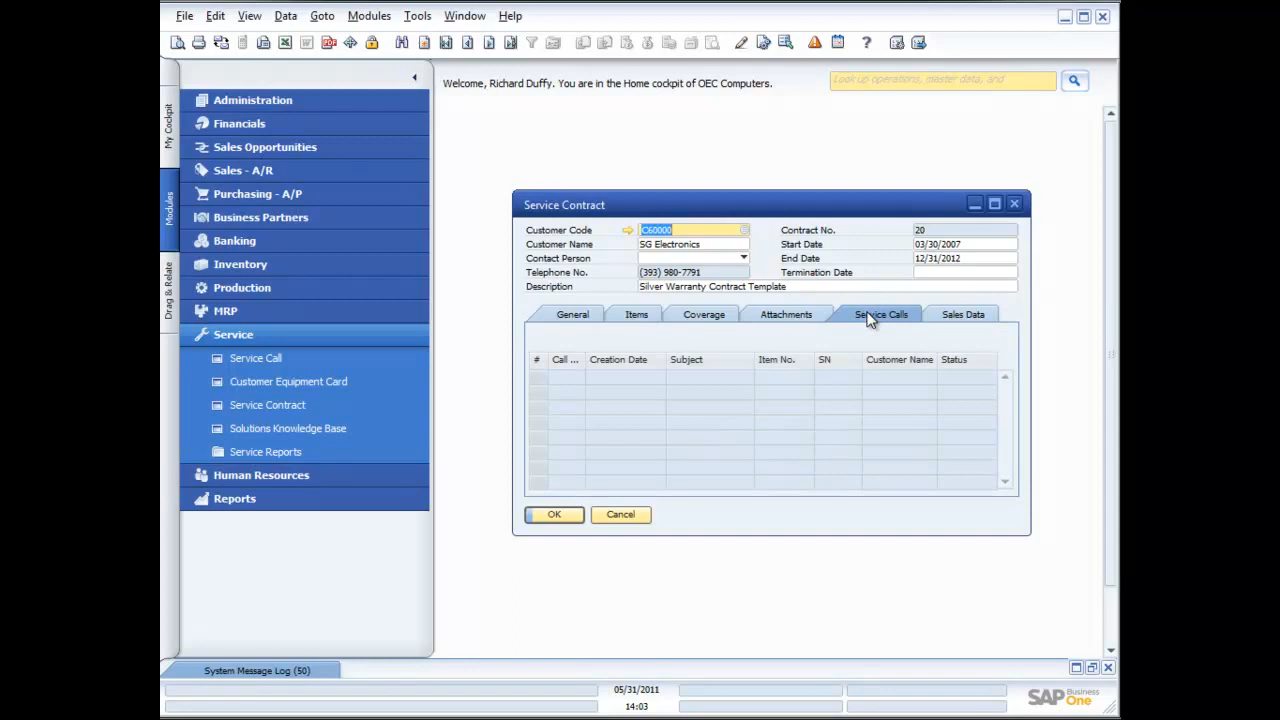 File Edit View Data Goto Modules Tools Window Help
Welcome, Richard Duffy. You are in the Home cockpit of OEC Computers.
Look up operations, master data, and
My Cockpit
Modules
Drag & Relate
Administration
Financials
Sales Opportunities
Sales - A/R
Purchasing - A/P
Business Partners
Banking
Inventory
Production
MRP
Service
Service Call
Customer Equipment Card
Service Contract
Solutions Knowledge Base
Service Reports
Human Resources
Reports
Service Contract
Customer Code C60000 Contract No. 20
Customer Name SG Electronics Start Date 03/30/2007
Contact Person End Date 12/31/2012
Telephone No. (393) 980-7791 Termination Date
Description Silver Warranty Contract Template
General Items Coverage Attachments Service Calls Sales Data
# Call ... Creation Date Subject Item No. SN Customer Name Status
OK Cancel
System Message Log (50)
05/31/2011
14:03
SAP Business One